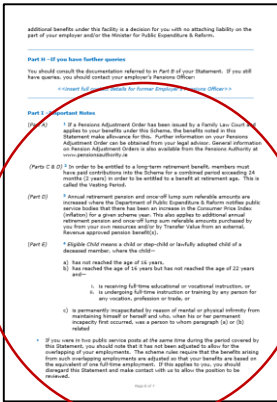 additional benefits under this facility is a decision for you with no attaching liability on the
part of your employer and/or the Minister for Public Expenditure & Reform.
Part H –If you have further queries
You should consult the documentation referred to in Part B of your Statement. If you still
have queries, you should contact your employer's Pensions Officer:
<<Insert full contact details for former Employer's Pensions Officer>>
Part I -Important Notes
(Part A) 1 If a Pensions Adjustment Order has been issued by a Family Law Court and
applies to your benefits under this Scheme, the benefits noted in this
Statement make allowance for this. Further information on your Pensions
Adjustment Order can be obtained from your legal advisor. General information
on Pension Adjustment Orders is also available from the Pensions Authority at
www.pensionsauthority.ie
(Parts C & D) 2 In order to be entitled to a long-term retirement benefit, members must
have paid contributions into the Scheme for a combined period exceeding 24
months (2 years) in order to be entitled to a benefit at retirement age. This is
called the Vesting Period.
(Part D) 3 Annual retirement pension and once-off lump sum referable amounts are
increased where the Department of Public Expenditure & Reform notifies public
service bodies that there has been an increase in the Consumer Price Index
(inflation) for a given scheme year. This also applies to additional annual
retirement pension and once-off lump sum referable amounts purchased by
you from your own resources and/or by Transfer Value from an external,
Revenue approved pension benefit(s).
(Part E) 4 Eligible Child means a child or step-child or lawfully adopted child of a
deceased member, where the child—
a) has not reached the age of 16 years,
b) has reached the age of 16 years but has not reached the age of 22 years
and—
i. is receiving full-time educational or vocational instruction, or
ii. is undergoing full-time instruction or training by any person for
any vocation, profession or trade, or
c) is permanently incapacitated by reason of mental or physical infirmity from
maintaining himself or herself and who, when his or her permanent
incapacity first occurred, was a person to whom paragraph (a) or (b)
related
• If you were in two public service posts at the same time during the period covered by
this Statement, you should note that it has not been adjusted to allow for the
overlapping of your employments. The scheme rules require that the benefits arising
from such overlapping employments are adjusted so that your benefits are based on
the equivalent of one full-time employment. If this applies to you, you should
disregard this Statement and make contact with us to allow the position to be
reviewed.